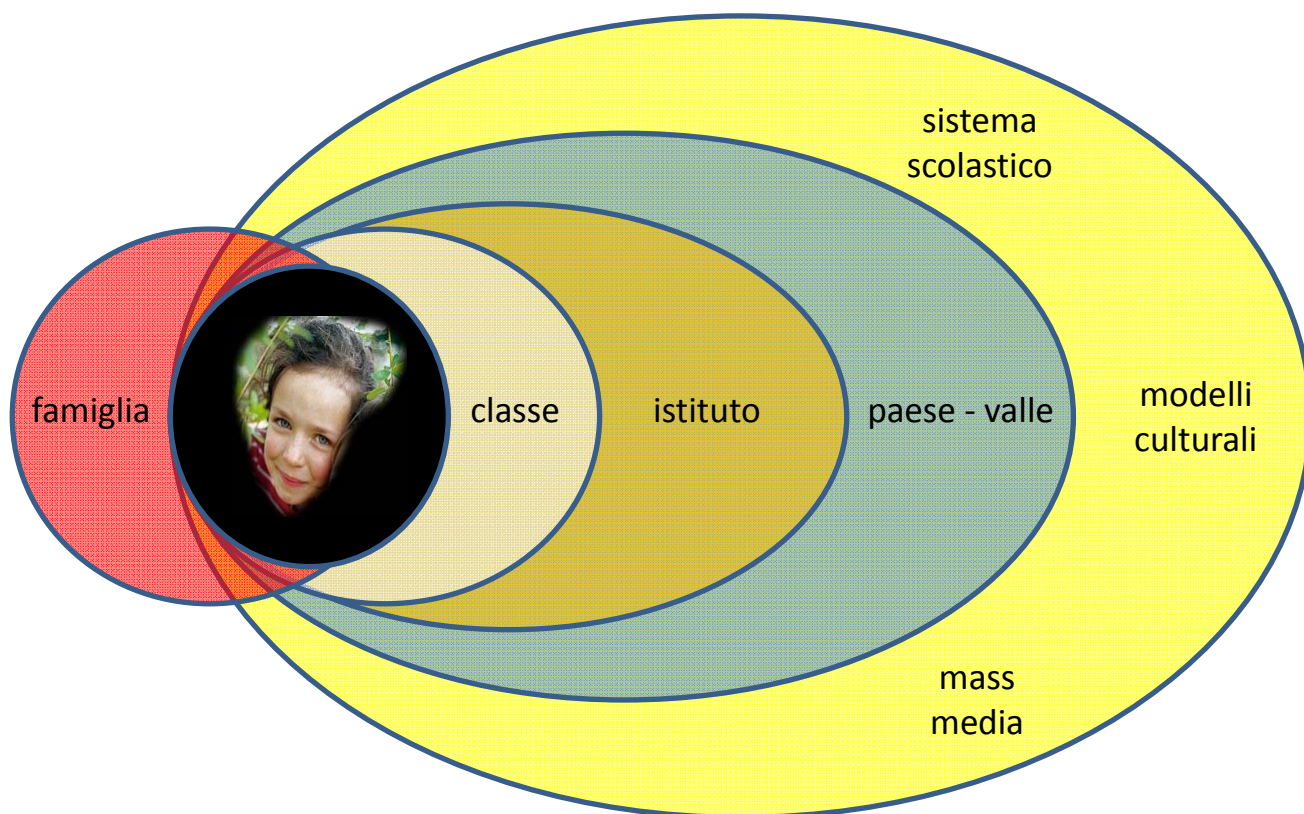 sistema
scolastico
famiglia
classe
istituto
paese - valle
modelli
culturali
mass
media